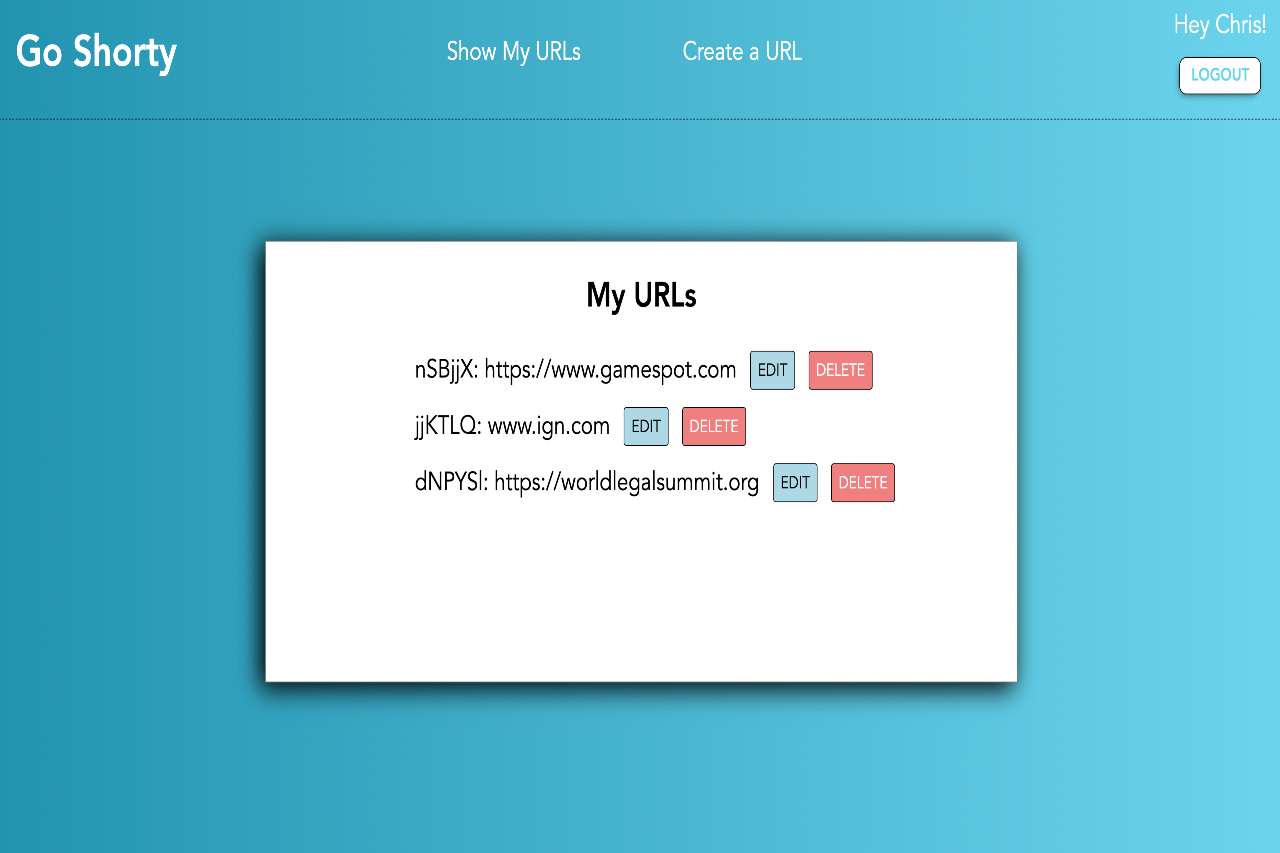 Go Shorty
Show My URLs
Create a URL
Hey Chris!
LOGOUT
My URLs
nSBjjX: https://www.gamespot.com EDIT DELETE
jjKTLQ: www.ign.com EDIT DELETE
dNPYSl: https://worldlegalsummit.org EDIT DELETE